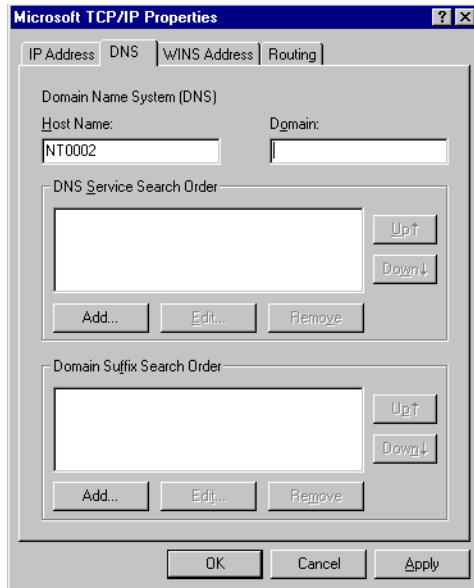 Microsoft TCP/IP Properties ? ×
IP Address DNS WINS Address Routing
Domain Name System (DNS)
Host Name: Domain:
NT0002
DNS Service Search Order
Up↑
Down↓
Add... Edit... Remove
Domain Suffix Search Order
Up↑
Down↓
Add... Edit... Remove
OK Cancel Apply